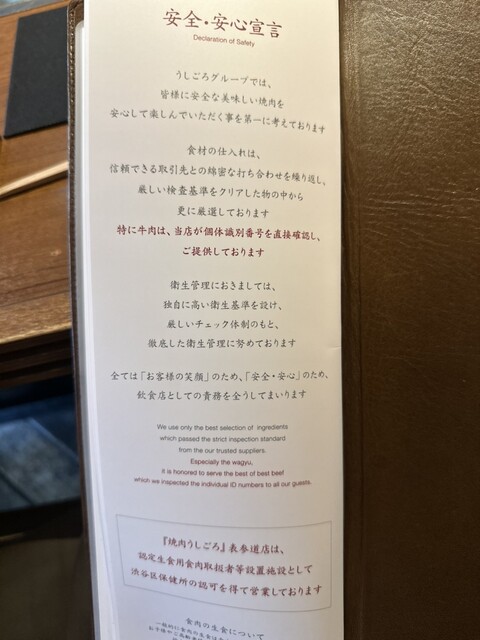 安全・安心宣言
Declaration of Safety
うしごろグループでは、
皆様に安全な美味しい焼肉を
安心して楽しんでいただく事を第一に考えております
食材の仕入れは、
信頼できる取引先との綿密な打ち合わせを繰り返し、
厳しい検査基準をクリアした物の中から
更に厳選しております
特に牛肉は、当店が個体識別番号を直接確認し、
ご提供しております
衛生管理におきましては、
独自に高い衛生基準を設け、
厳しいチェック体制のもと、
徹底した衛生管理に努めております
全ては「お客様の笑顔」のため、「安全・安心」のため、
飲食店としての責務を全うしてまいります
We use only the best selection of ingredients
which passed the strict inspection standard
from the our trusted suppliers.
Especially the wagyu,
it is honored to serve the best of best beef
which we inspected the individual ID numbers to all our guests.
『焼肉うしごろ』表参道店は、
認定生食用食肉取扱者等設置施設として
渋谷区保健所の認可を得て営業しております
食肉の生食について
一般的に食肉の生食は